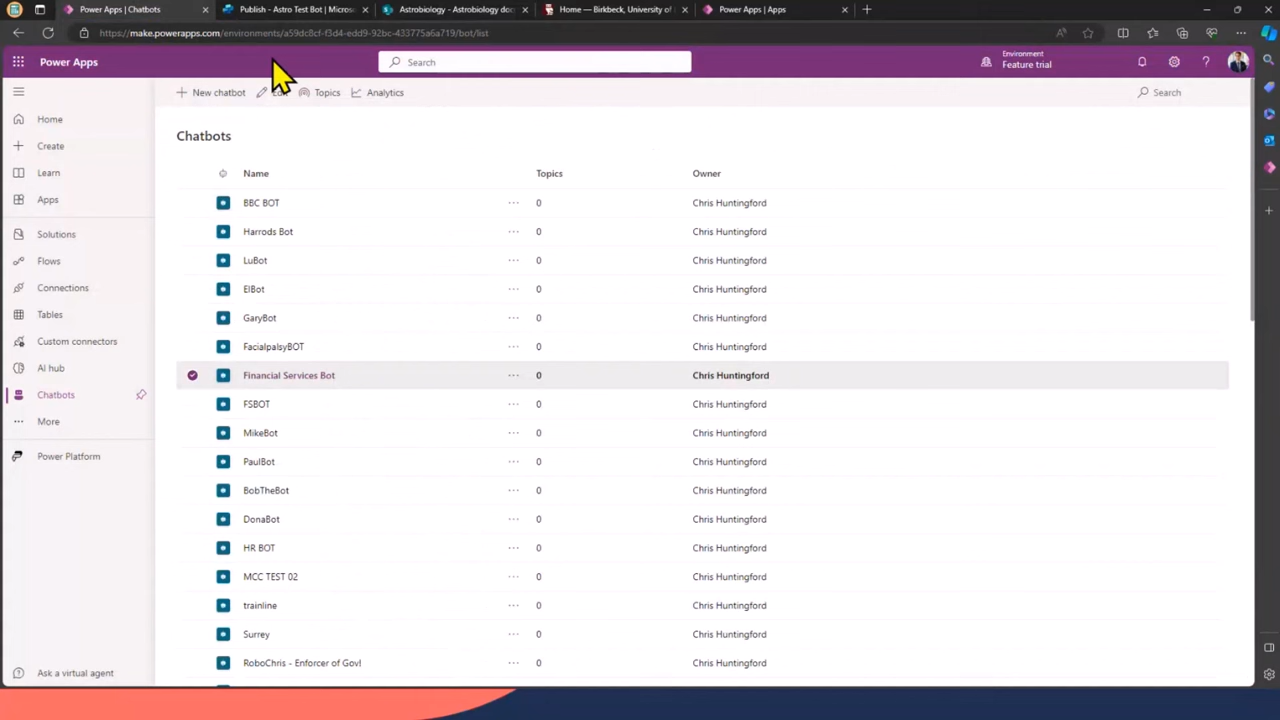 Power Apps | Chatbots
Publish - Astro Test Bot | Micros
Astrobiology - Astrobiology doc
Home — Birkbeck, University of
Power Apps | Apps
https://make.powerapps.com/environments/a59dc8cf-f3d4-edd9-92bc-433775a6a719/bot/list
Power Apps
Search
Environment
Feature trial
New chatbot
Topics
Analytics
Search
Home
Create
Learn
Apps
Solutions
Flows
Connections
Tables
Custom connectors
AI hub
Chatbots
More
Power Platform
Ask a virtual agent
Chatbots
Name Topics Owner
BBC BOT 0 Chris Huntingford
Harrods Bot 0 Chris Huntingford
LuBot 0 Chris Huntingford
ElBot 0 Chris Huntingford
GaryBot 0 Chris Huntingford
FacialpalsyBOT 0 Chris Huntingford
Financial Services Bot 0 Chris Huntingford
FSBOT 0 Chris Huntingford
MikeBot 0 Chris Huntingford
PaulBot 0 Chris Huntingford
BobTheBot 0 Chris Huntingford
DonaBot 0 Chris Huntingford
HR BOT 0 Chris Huntingford
MCC TEST 02 0 Chris Huntingford
trainline 0 Chris Huntingford
Surrey 0 Chris Huntingford
RoboChris - Enforcer of Gov! 0 Chris Huntingford